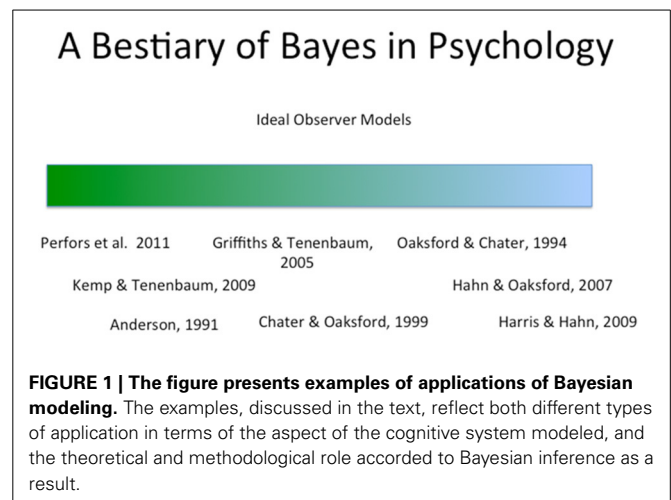 A Bestiary of Bayes in Psychology
Ideal Observer Models
Perfors et al. 2011
Griffiths & Tenbaum,
2005
Oaksford & Chater, 1994
Kemp & Tenbaum, 2009
Hahn & Oaksford, 2007
Anderson, 1991
Chater & Oaksford, 1999
Harris & Hahn, 2009
FIGURE 1 | The figure presents examples of applications of Bayesian
modeling. The examples, discussed in the text, reflect both different types
of application in terms of the aspect of the cognitive system modeled, and
the theoretical and methodological role accorded to Bayesian inference as a
result.